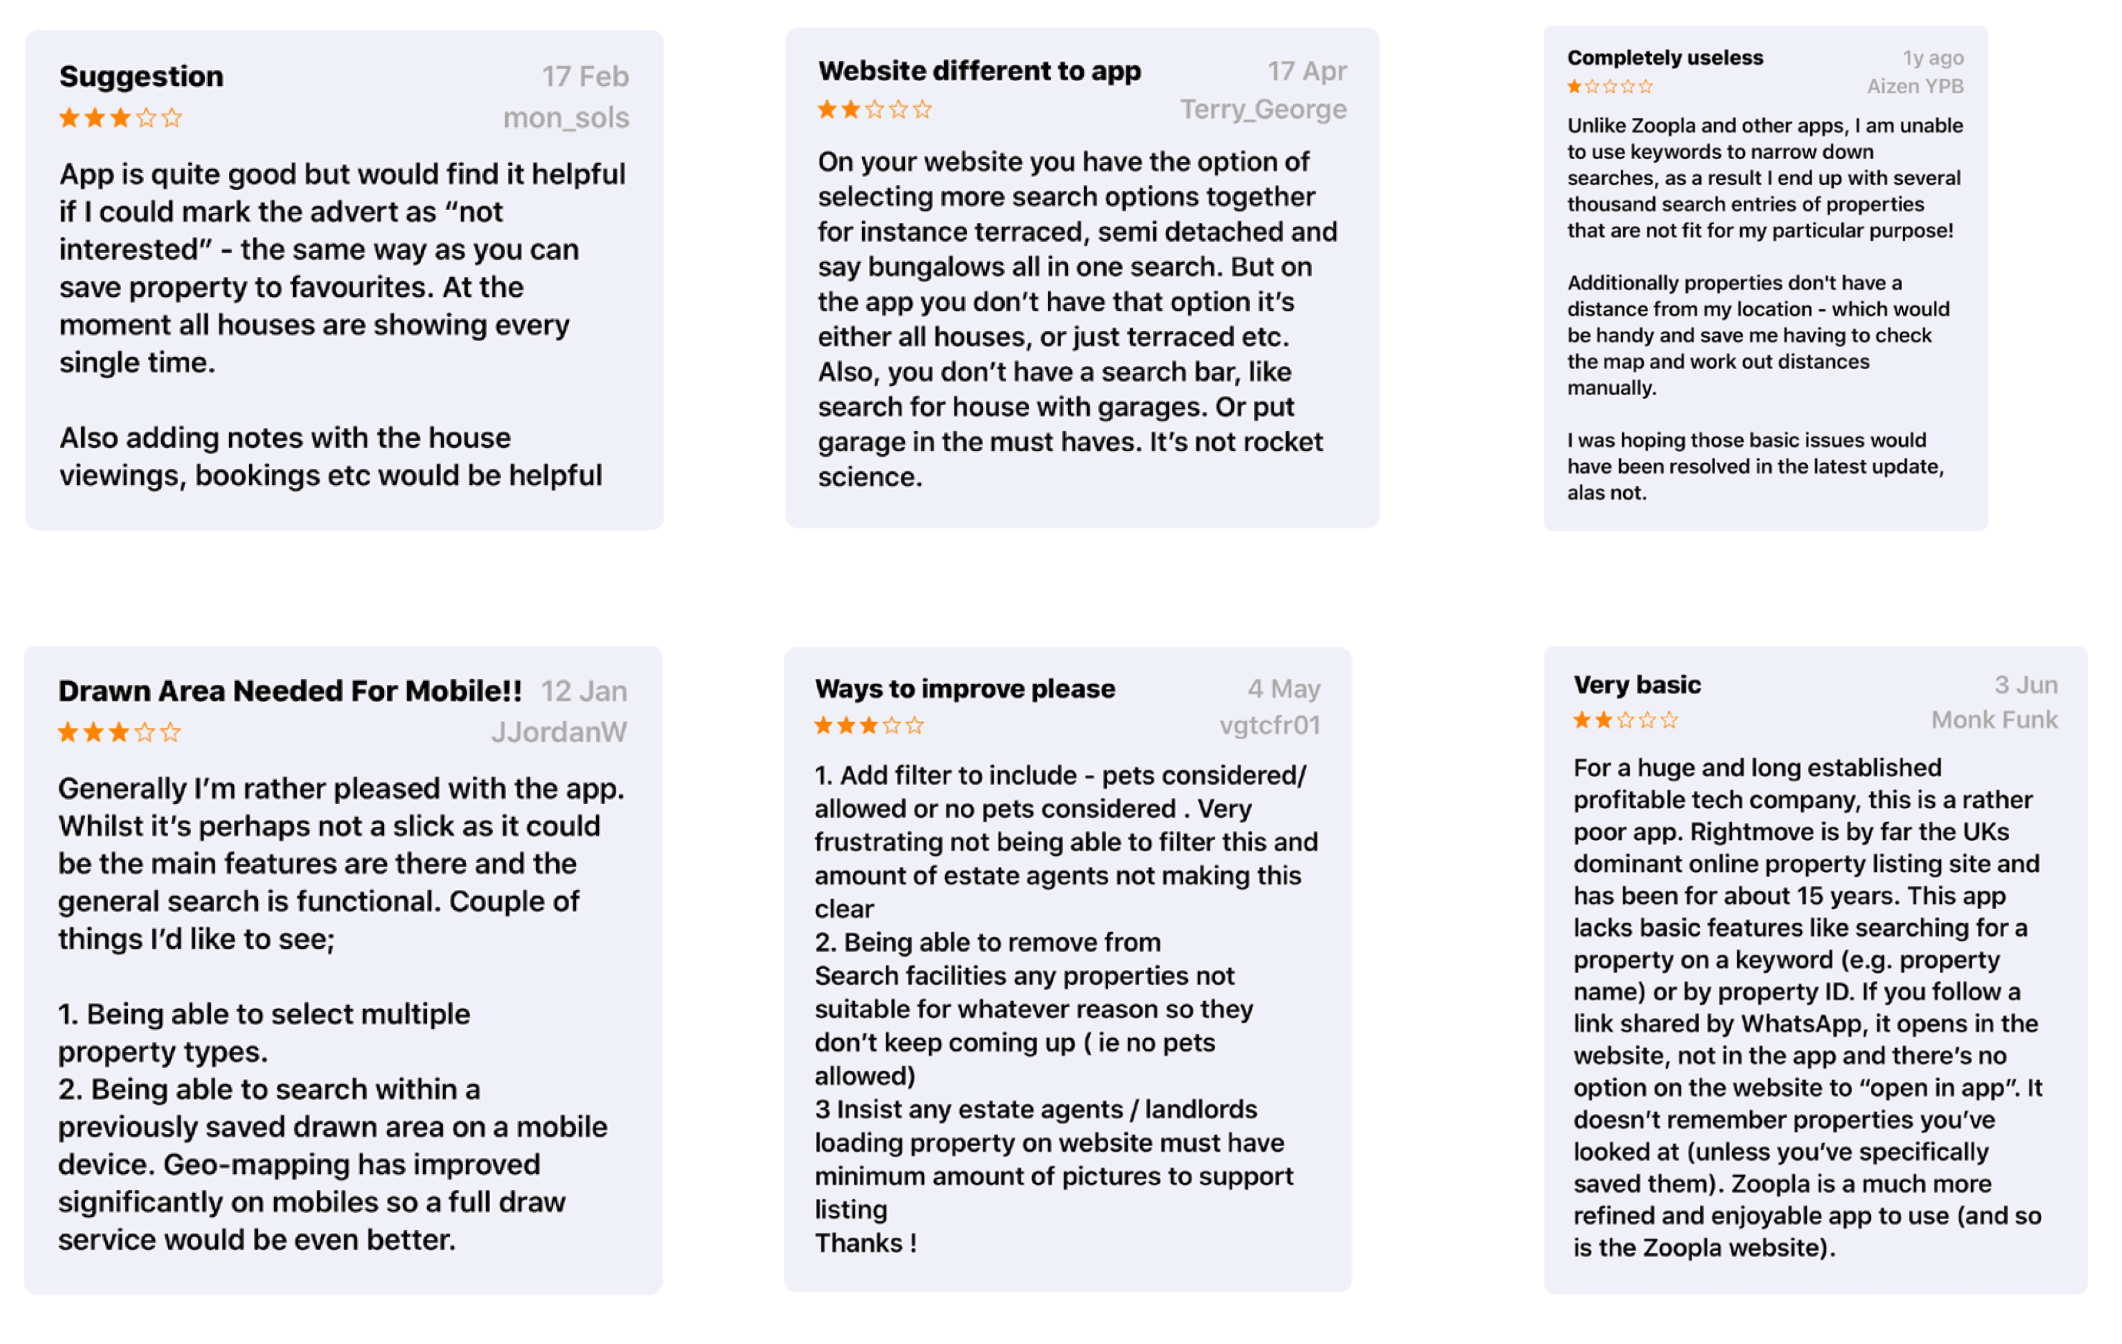 Suggestion 17 Feb
mon_sols
App is quite good but would find it helpful
if I could mark the advert as “not
interested” - the same way as you can
save property to favourites. At the
moment all houses are showing every
single time.
Also adding notes with the house
viewings, bookings etc would be helpful
Website different to app 17 Apr
Terry_George
On your website you have the option of
selecting more search options together
for instance terraced, semi detached and
say bungalows all in one search. But on
the app you don’t have that option it’s
either all houses, or just terraced etc.
Also, you don’t have a search bar, like
search for house with garages. Or put
garage in the must haves. It’s not rocket
science.
Completely useless 1y ago
Aizen YPB
Unlike Zoopla and other apps, I am unable
to use keywords to narrow down
searches, as a result I end up with several
thousand search entries of properties
that are not fit for my particular purpose!
Additionally properties don't have a
distance from my location - which would
be handy and save me having to check
the map and work out distances
manually.
I was hoping those basic issues would
have been resolved in the latest update,
alas not.
Drawn Area Needed For Mobile!! 12 Jan
JJordanW
Generally I’m rather pleased with the app.
Whilst it’s perhaps not a slick as it could
be the main features are there and the
general search is functional. Couple of
things I’d like to see;
1. Being able to select multiple
property types.
2. Being able to search within a
previously saved drawn area on a mobile
device. Geo-mapping has improved
significantly on mobiles so a full draw
service would be even better.
Ways to improve please 4 May
vgtcfr01
1. Add filter to include - pets considered/
allowed or no pets considered . Very
frustrating not being able to filter this and
amount of estate agents not making this
clear
2. Being able to remove from
Search facilities any properties not
suitable for whatever reason so they
don’t keep coming up ( ie no pets
allowed)
3 Insist any estate agents / landlords
loading property on website must have
minimum amount of pictures to support
listing
Thanks !
Very basic 3 Jun
Monk Funk
For a huge and long established
profitable tech company, this is a rather
poor app. Rightmove is by far the UKs
dominant online property listing site and
has been for about 15 years. This app
lacks basic features like searching for a
property on a keyword (e.g. property
name) or by property ID. If you follow a
link shared by WhatsApp, it opens in the
website, not in the app and there’s no
option on the website to “open in app”. It
doesn’t remember properties you’ve
looked at (unless you’ve specifically
saved them). Zoopla is a much more
refined and enjoyable app to use (and so
is the Zoopla website).